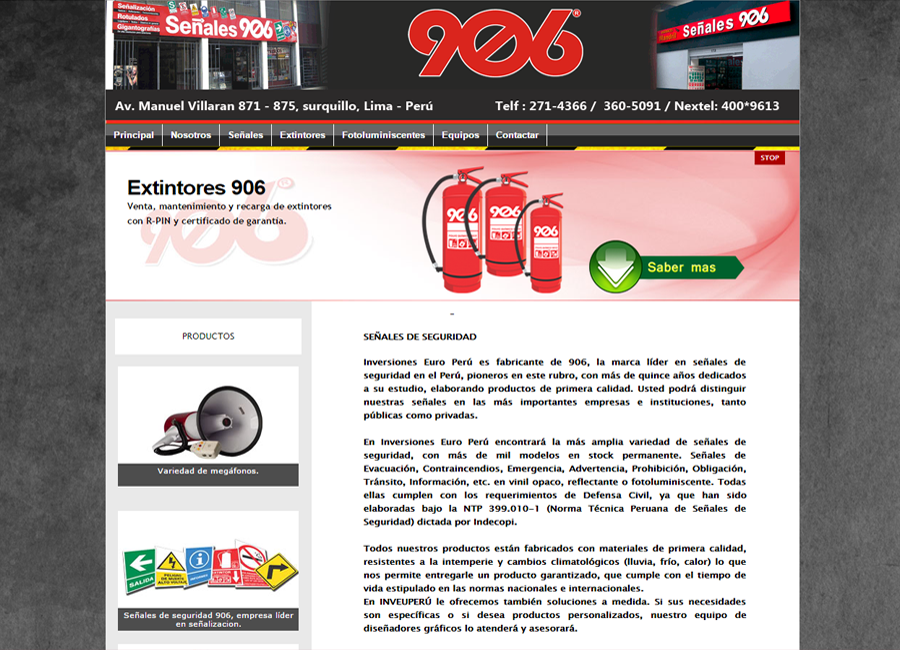 Señalización
Rotulados
Gigantografías
Señales 906
906®
Señales 906
Av. Manuel Villaran 871 - 875, surquillo, Lima - Perú
Telf : 271-4366 / 360-5091 / Nextel: 400*9613
Principal
Nosotros
Señales
Extintores
Fotoluminiscentes
Equipos
Contactar
STOP
Extintores 906
Venta, mantenimiento y recarga de extintores
con R-PIN y certificado de garantía.
906
906
906
906
Saber mas
PRODUCTOS
Variedad de megáfonos.
SALIDA
PELIGRO
Señales de seguridad 906, empresa líder
en señalizacion.
SEÑALES DE SEGURIDAD
Inversiones Euro Perú es fabricante de 906, la marca líder en señales de
seguridad en el Perú, pioneros en este rubro, con más de quince años dedicados
a su estudio, elaborando productos de primera calidad. Usted podrá distinguir
nuestras señales en las más importantes empresas e instituciones, tanto
públicas como privadas.
En Inversiones Euro Perú encontrará la más amplia variedad de señales de
seguridad, con más de mil modelos en stock permanente. Señales de
Evacuación, Contraincendios, Emergencia, Advertencia, Prohibición, Obligación,
Tránsito, Información, etc. en vinil opaco, reflectante o fotoluminiscente. Todas
ellas cumplen con los requerimientos de Defensa Civil, ya que han sido
elaboradas bajo la NTP 399.010-1 (Norma Técnica Peruana de Señales de
Seguridad) dictada por Indecopi.
Todos nuestros productos están fabricados con materiales de primera calidad,
resistentes a la intemperie y cambios climatológicos (lluvia, frío, calor) lo que
nos permite entregarle un producto garantizado, que cumple con el tiempo de
vida estipulado en las normas nacionales e internacionales.
En INVEUPERÚ le ofrecemos también soluciones a medida. Si sus necesidades
son específicas o si desea productos personalizados, nuestro equipo de
diseñadores gráficos lo atenderá y asesorará.